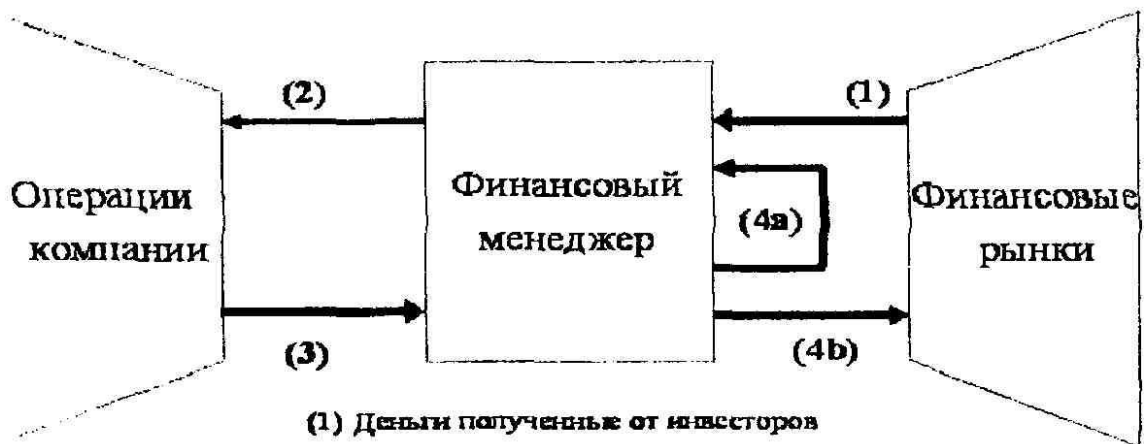 (2)
(1)
Операции
компании
Финансовый
менеджер
(4a)
Финансовые
рынки
(3)
(4b)
(1) Деньги полученные от инвесторов